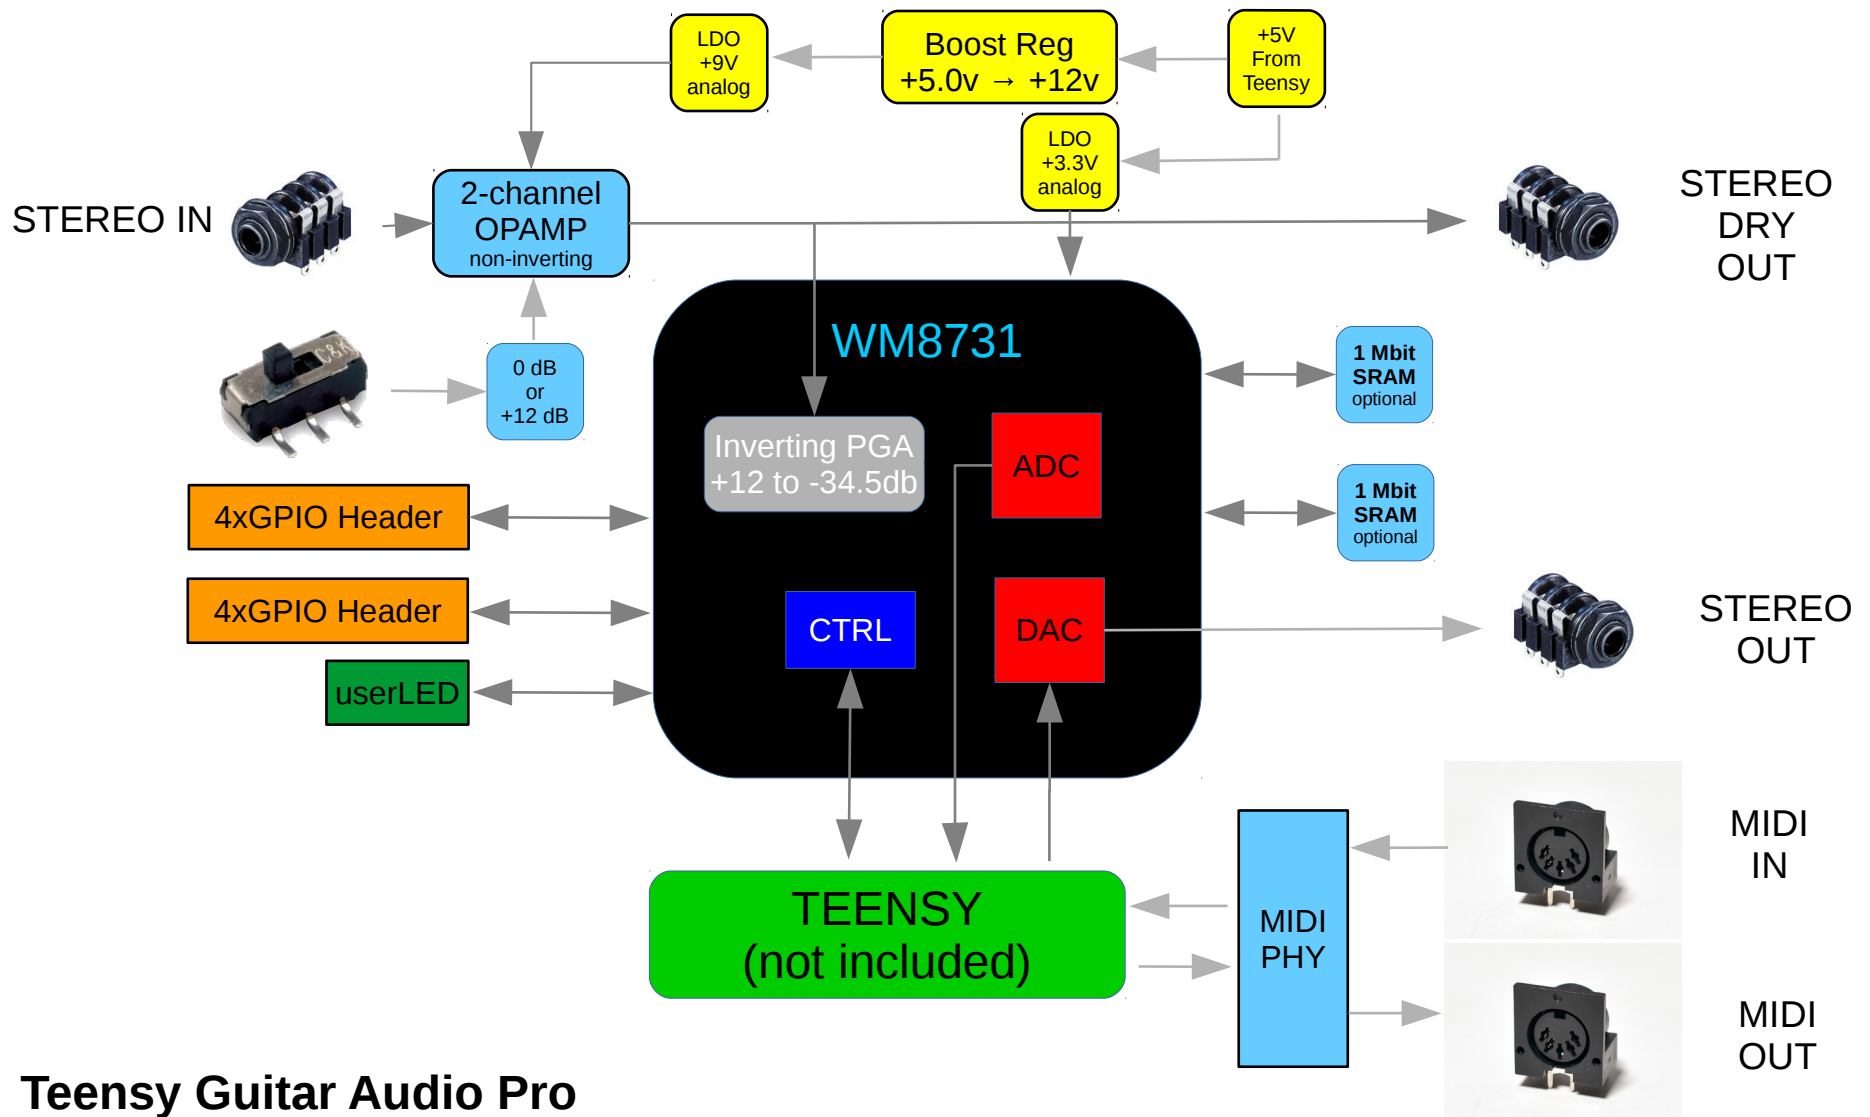 LDO
+9V
analog
Boost Reg
+5.0v → +12v
+5V
From
Teensy
LDO
+3.3V
analog
STEREO IN
2-channel
OPAMP
non-inverting
STEREO
DRY
OUT
C&K
0 dB
or
+12 dB
WM8731
1 Mbit
SRAM
optional
Inverting PGA
+12 to -34.5db
ADC
4xGPIO Header
1 Mbit
SRAM
optional
4xGPIO Header
CTRL
DAC
STEREO
OUT
userLED
TEENSY
(not included)
MIDI
PHY
MIDI
IN
MIDI
OUT
Teensy Guitar Audio Pro